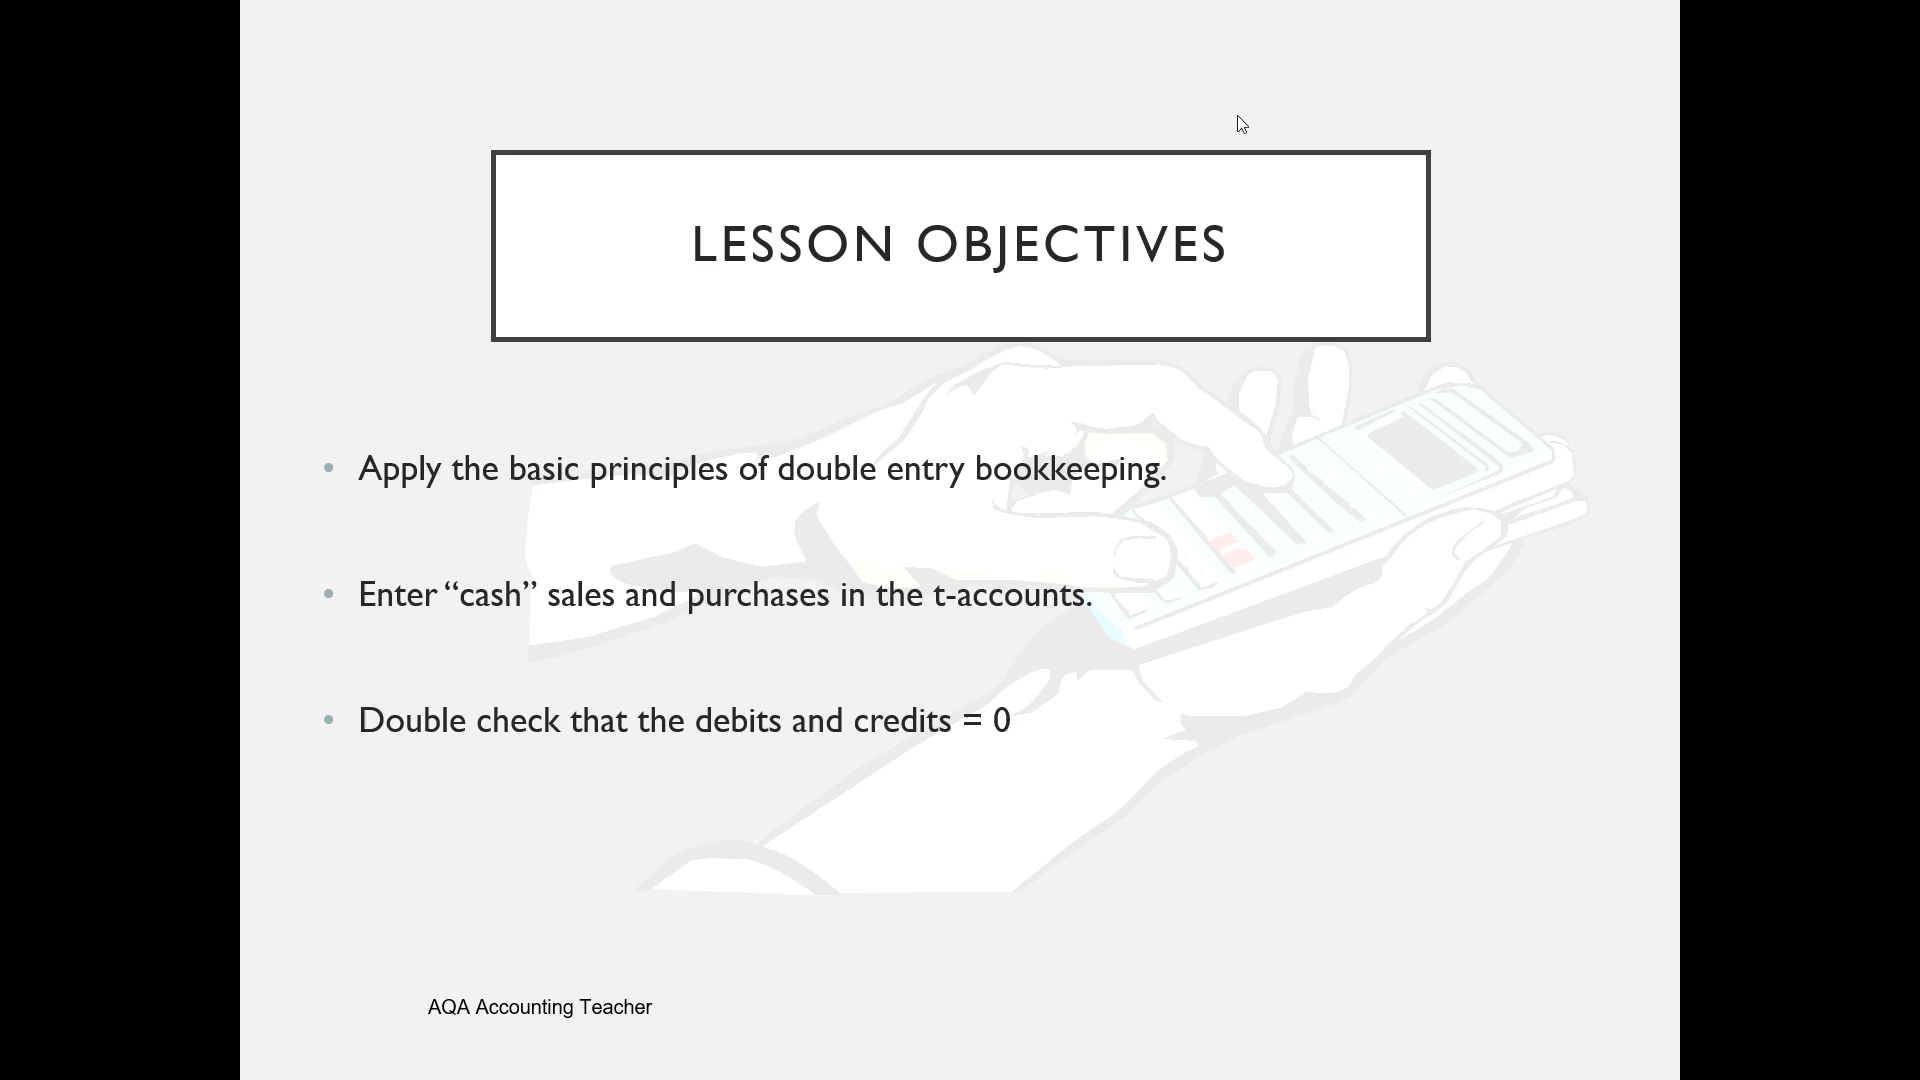 LESSON OBJECTIVES
• Apply the basic principles of double entry bookkeeping.
• Enter “cash” sales and purchases in the t-accounts.
• Double check that the debits and credits = 0
AQA Accounting Teacher